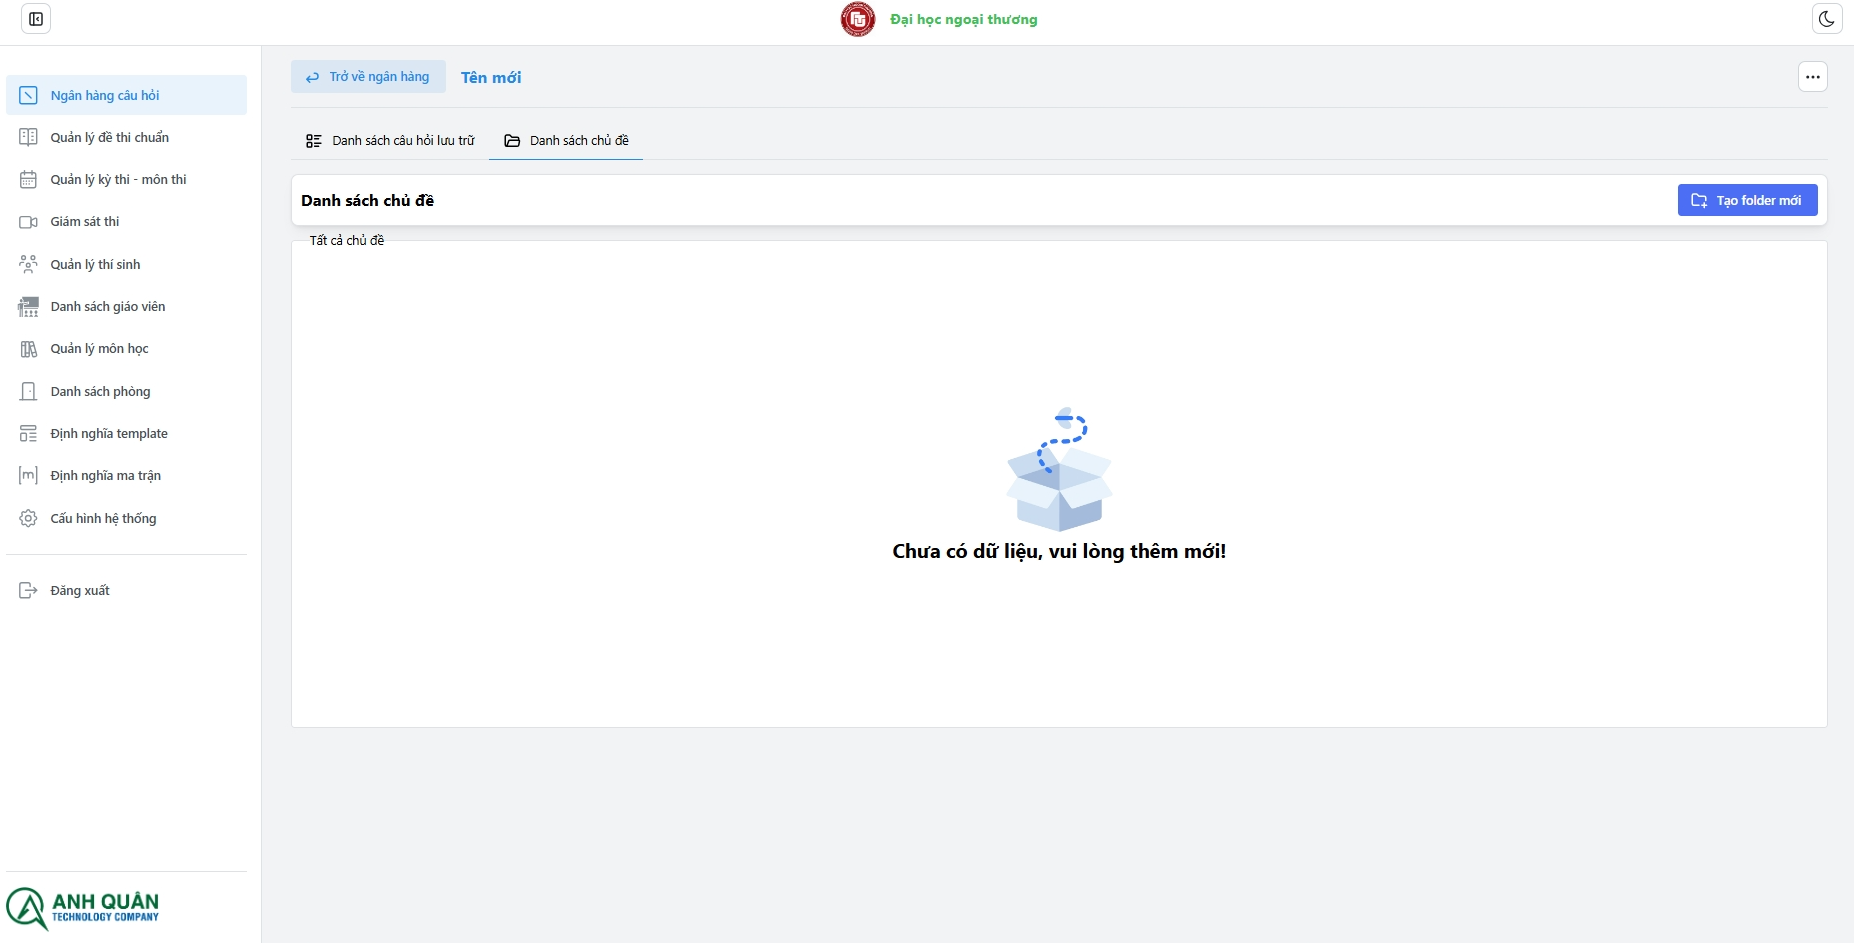 Đại học ngoại thương
Ngân hàng câu hỏi
Quản lý đề thi chuẩn
Quản lý kỳ thi - môn thi
Giám sát thi
Quản lý thí sinh
Danh sách giáo viên
Quản lý môn học
Danh sách phòng
Định nghĩa template
Định nghĩa ma trận
Cấu hình hệ thống
Đăng xuất
ANH QUÂN
TECHNOLOGY COMPANY
Trở về ngân hàng
Tên mới
Danh sách câu hỏi lưu trữ
Danh sách chủ đề
Danh sách chủ đề
Tạo folder mới
Tất cả chủ đề
Chưa có dữ liệu, vui lòng thêm mới!